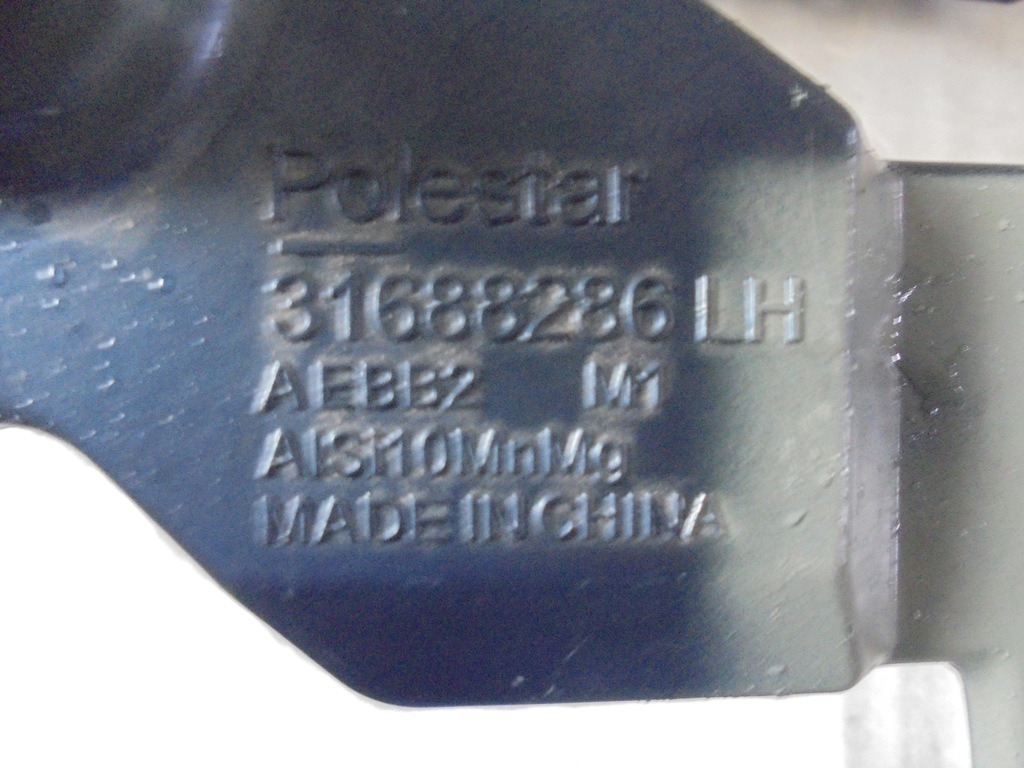 Polestar
31688286 LH
AEBB2 M1
AlSi10MnMg
MADE IN CHINA